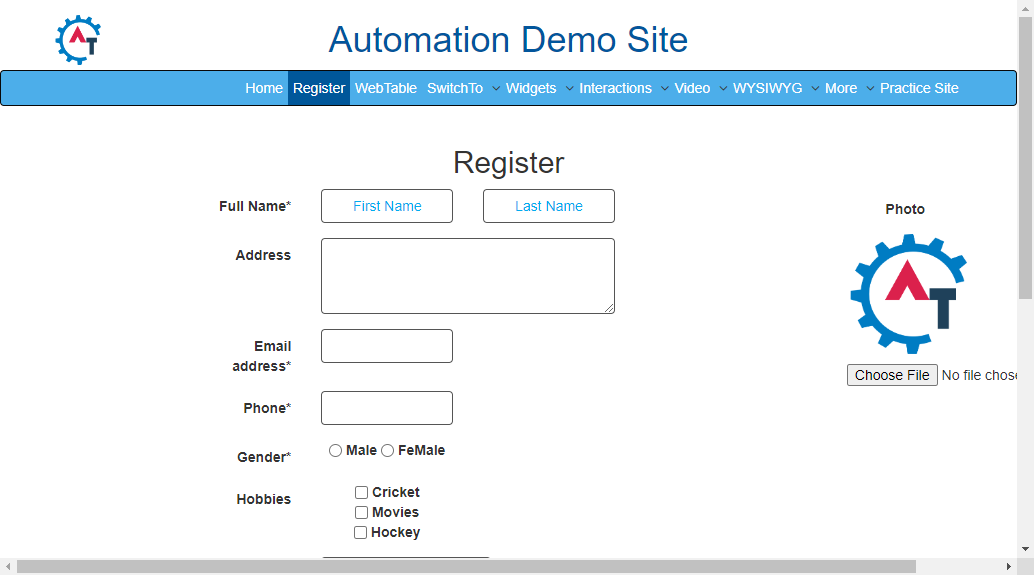 AT
Automation Demo Site
Home Register WebTable SwitchTo Widgets Interactions Video WYSIWYG More Practice Site
Register
Full Name* First Name Last Name
Photo
Address
AT
Email
address*
Choose File No file chose
Phone*
Gender* Male FeMale
Hobbies Cricket
Movies
Hockey